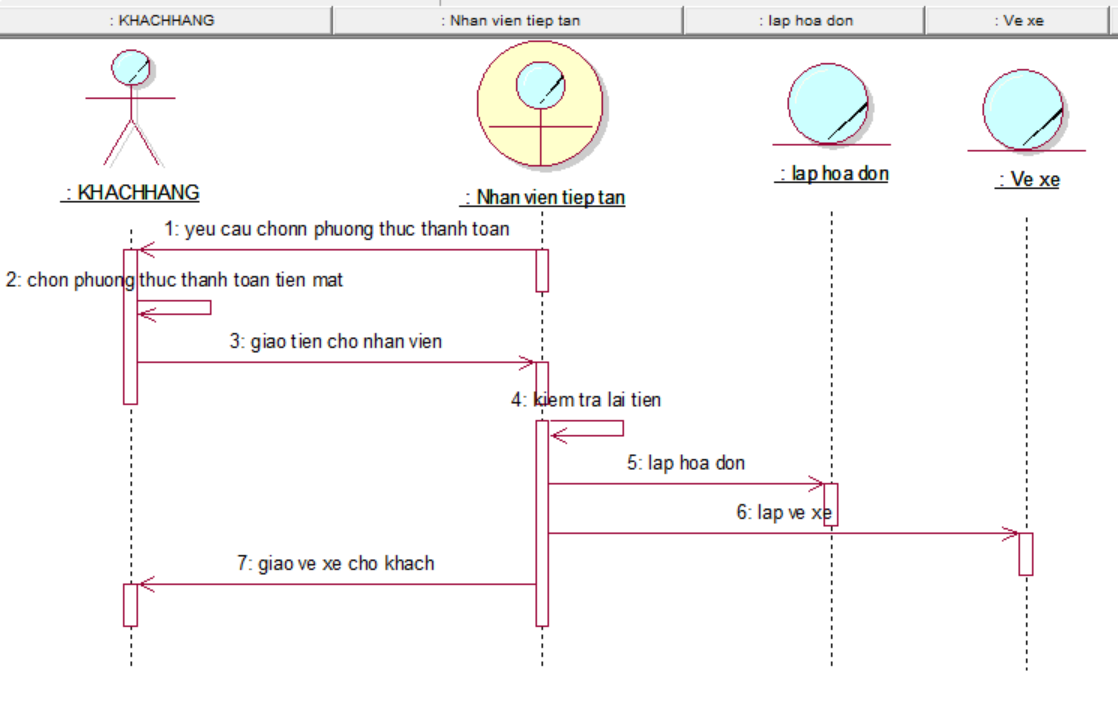 : KHACHHANG
: Nhan vien tiep tan
: lap hoa don
: Ve xe
: KHACHHANG
: Nhan vien tiep tan
: lap hoa don
: Ve xe
1: yeu cau chonn phuong thuc thanh toan
2: chon phuong thuc thanh toan tien mat
3: giao tien cho nhan vien
4: kiem tra lai tien
5: lap hoa don
6: lap ve xe
7: giao ve xe cho khach